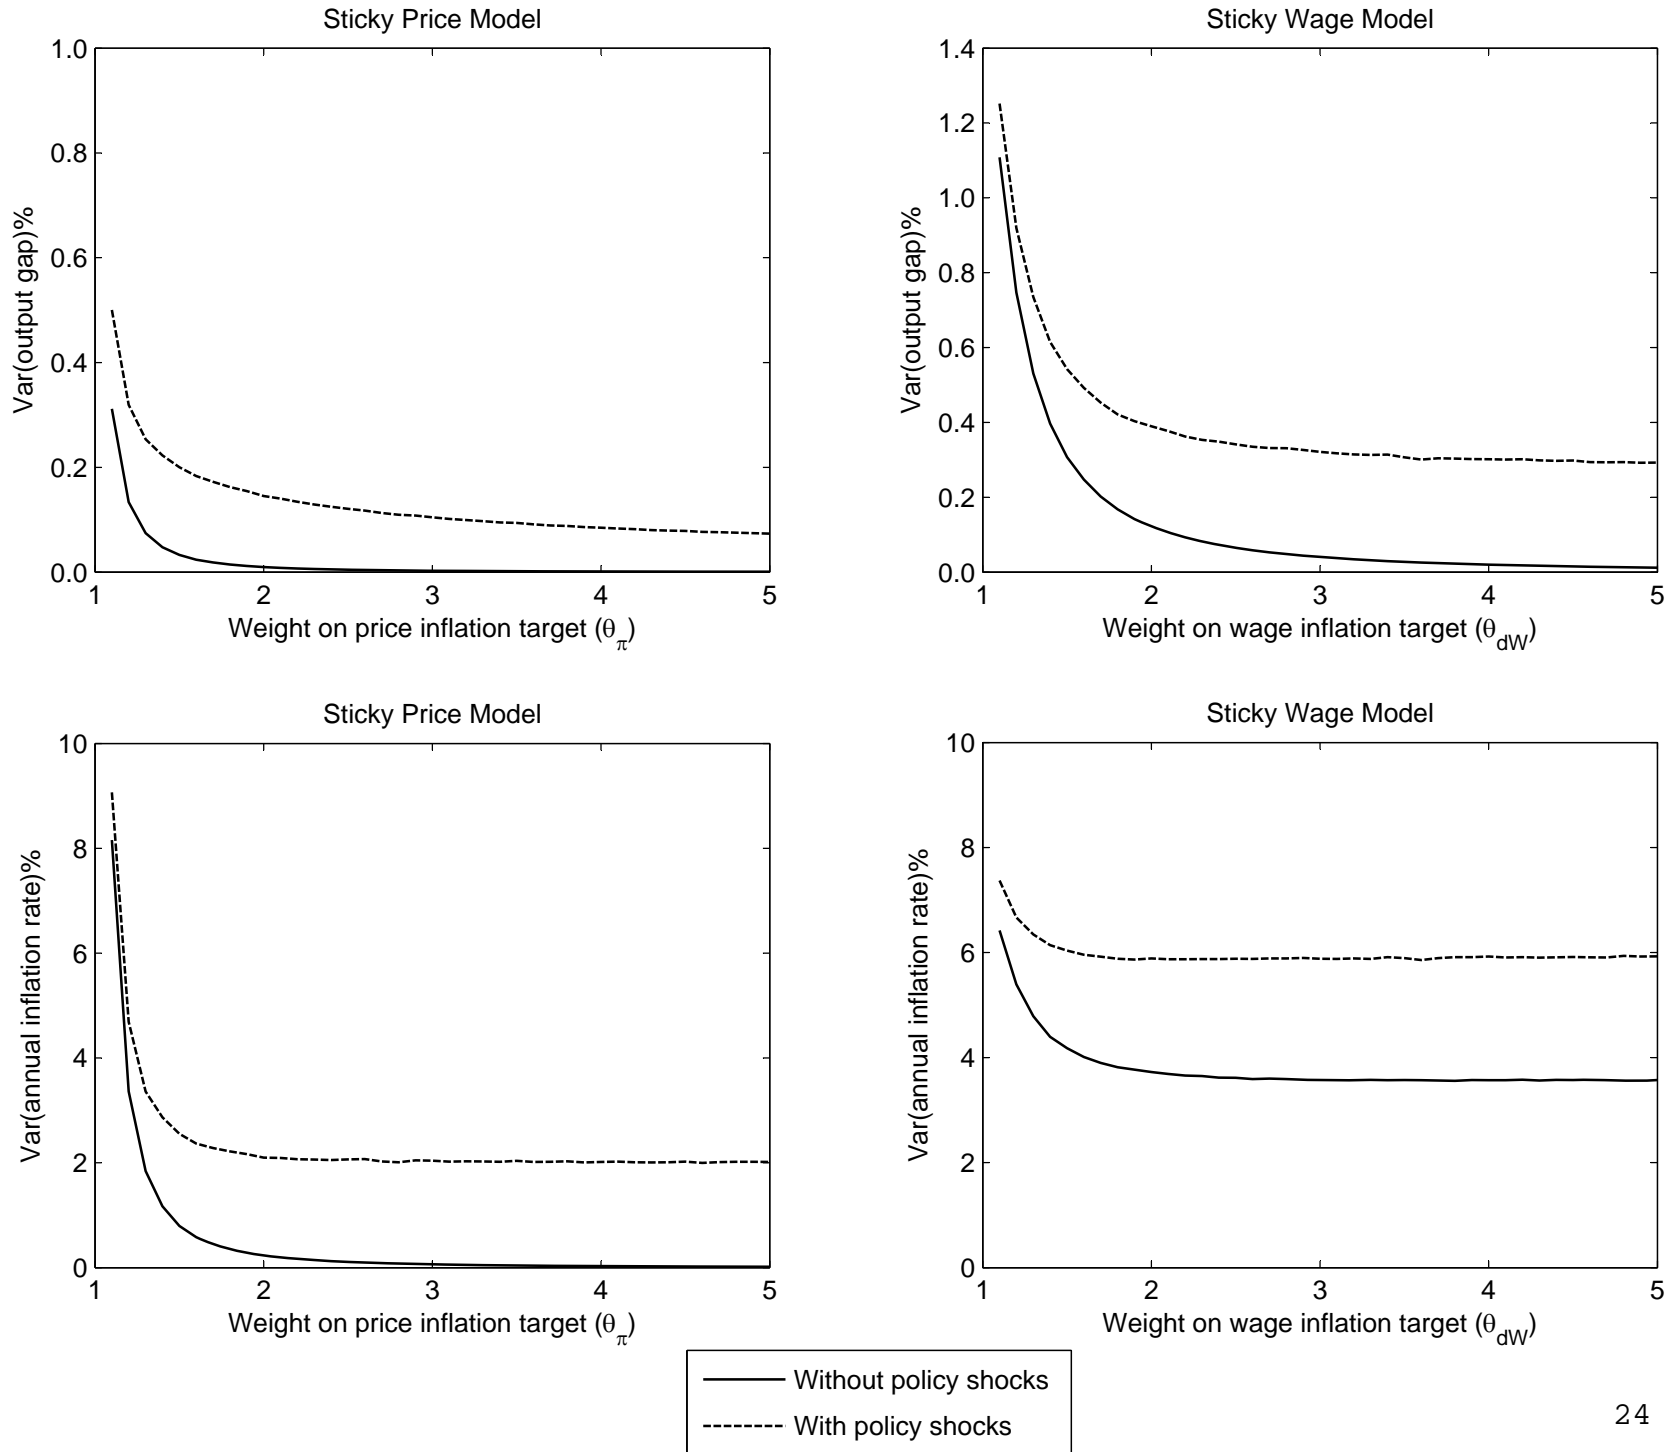 Sticky Price Model
1.0
0.8
0.6
0.4
0.2
0.0
Var(output gap)%
1 2 3 4 5
Weight on price inflation target (θπ)
Sticky Wage Model
1.4
1.2
1.0
0.8
0.6
0.4
0.2
0.0
Var(output gap)%
1 2 3 4 5
Weight on wage inflation target (θdW)
Sticky Price Model
10
8
6
4
2
0
Var(annual inflation rate)%
1 2 3 4 5
Weight on price inflation target (θπ)
Sticky Wage Model
10
8
6
4
2
0
Var(annual inflation rate)%
1 2 3 4 5
Weight on wage inflation target (θdW)
Without policy shocks
With policy shocks
24